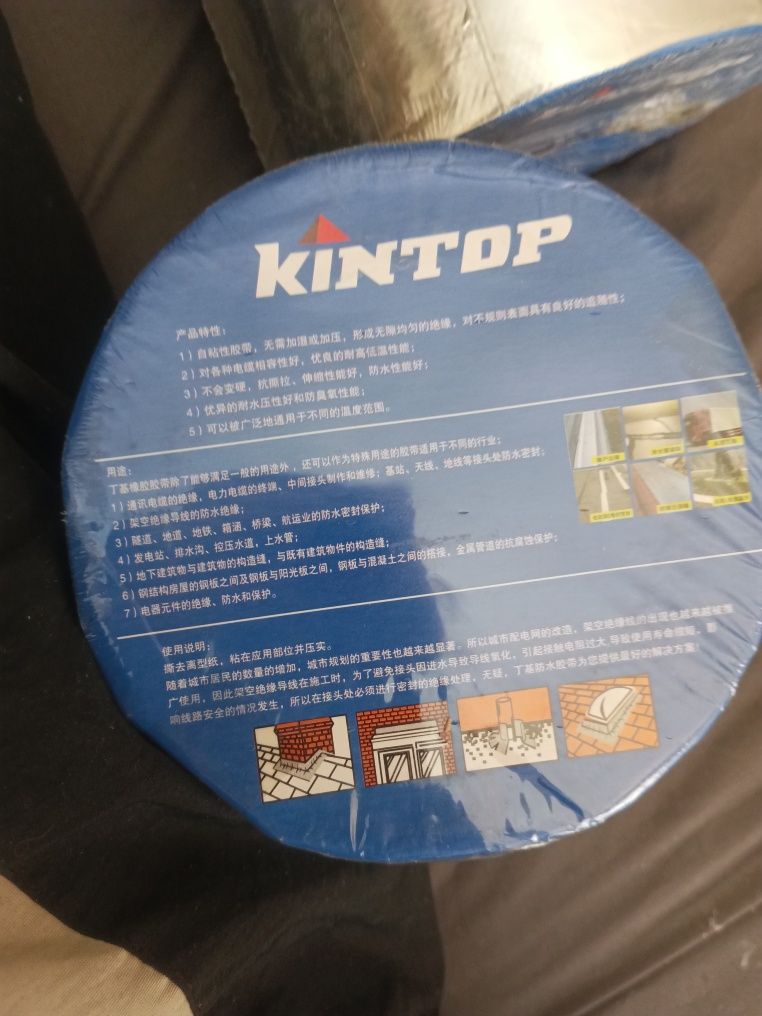 KINTOP
产品特性：
1）自粘性胶带，无需加温或加压，形成无隙均匀的绝缘，对不规则表面具有良好的追随性；
2）对各种电缆相容性好，优良的耐高低温性能；
3）不会变硬，抗撕拉、伸缩性能好，防水性能好；
4）优异的耐水压性好和防臭氧性能；
5）可以被广泛地适用于不同的温度范围。
用途：
丁基橡胶胶带除了能够满足一般的用途外，还可以作为特殊用途的胶带适用于不同的行业；
1）通讯电缆的绝缘，电力电缆的终端、中间接头制作和维修；基站、天线、地线等接头处防水密封；
2）架空绝缘导线的防水绝缘；
3）隧道、地道、地铁、箱涵、桥梁、航运业的防水密封保护；
4）发电站、排水沟、控压水道，上水管；
5）地下建筑物与建筑物的构造缝，与既有建筑物件的构造缝；
6）钢结构房屋的钢板之间及钢板与阳光板之间，钢板与混凝土之间的搭接，金属管道的抗腐蚀保护；
7）电器元件的绝缘、防水和保护。
使用说明：
撕去离型纸，粘在应用部位并压实。
随着城市居民的数量的增加，城市规划的重要性也越来越显著。所以城市配电网的改造，架空绝缘线的出现也越来越被推
广使用，因此架空绝缘导线在施工时，为了避免接头因进水导致导线氧化，引起接触电阻过大，导致使用寿命缩短，影
响线路安全的情况发生，所以在接头处必须进行密封的绝缘处理，无疑，丁基防水胶带为您提供最好的解决方案！